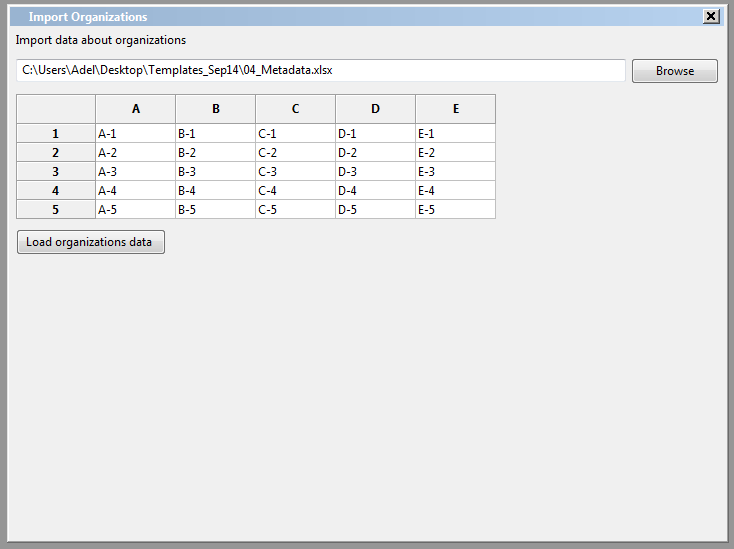 Import Organizations
Import data about organizations
C:\Users\Adel\Desktop\Templates_Sep14\04_Metadata.xlsx Browse
A B C D E
1 A-1 B-1 C-1 D-1 E-1
2 A-2 B-2 C-2 D-2 E-2
3 A-3 B-3 C-3 D-3 E-3
4 A-4 B-4 C-4 D-4 E-4
5 A-5 B-5 C-5 D-5 E-5
Load organizations data